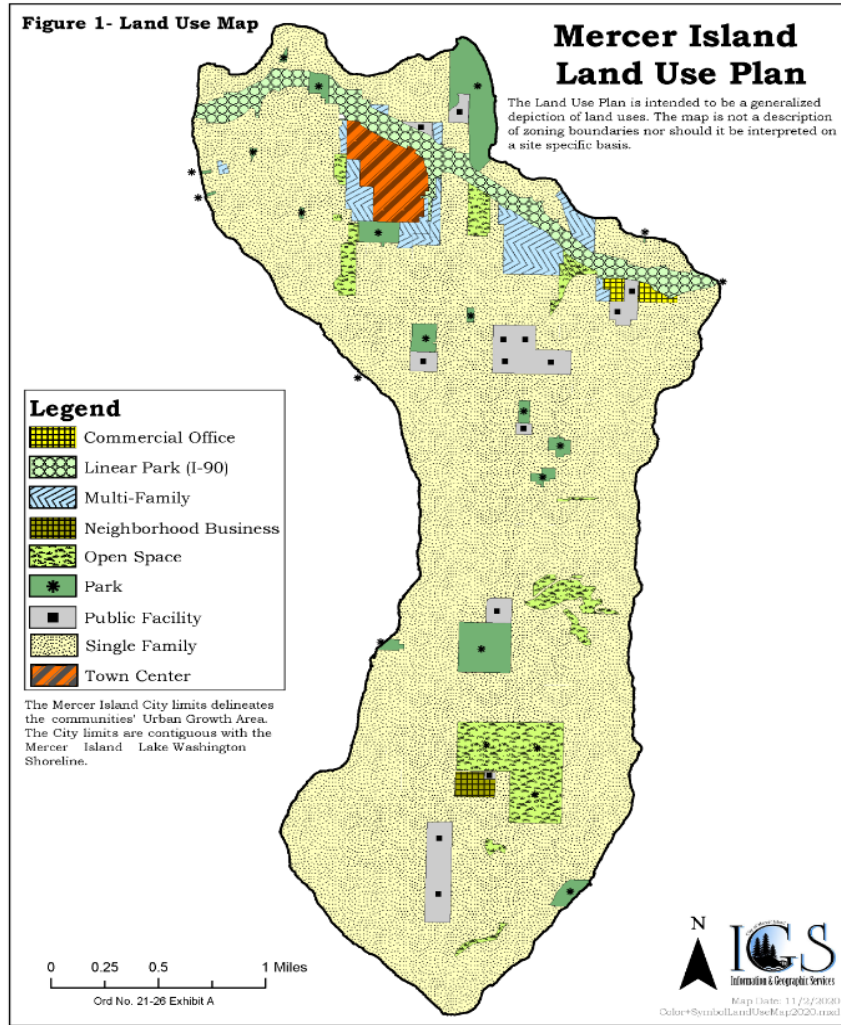 Figure 1- Land Use Map
Mercer Island
Land Use Plan
The Land Use Plan is intended to be a generalized
depiction of land uses. The map is not a description
of zoning boundaries nor should it be interpreted on
a site specific basis.
Legend
Commercial Office
Linear Park (I-90)
Multi-Family
Neighborhood Business
Open Space
Park
Public Facility
Single Family
Town Center
The Mercer Island City limits delineates
the communities' Urban Growth Area.
The City limits are contiguous with the
Mercer Island Lake Washington
Shoreline.
0 0.25 0.5 1 Miles
Ord No. 21-26 Exhibit A
N
IGS
Information & Geographic Services
Map Date: 11/2/2020
Color+SymbolLandUseMap2020.mxd